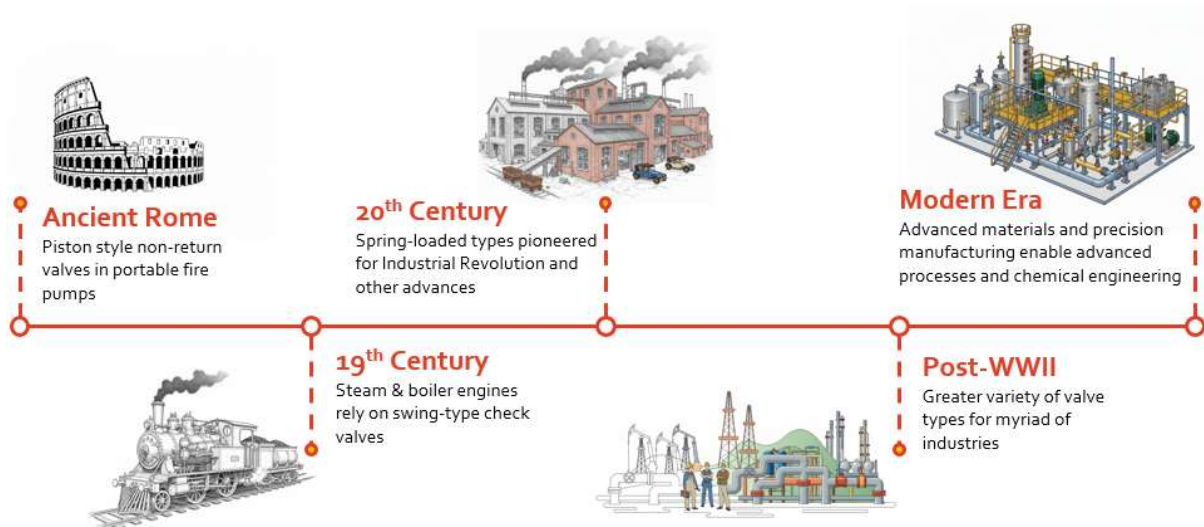 Ancient Rome
Piston style non-return
valves in portable fire
pumps
19th Century
Steam & boiler engines
rely on swing-type check
valves
20th Century
Spring-loaded types pioneered
for Industrial Revolution and
other advances
Post-WWII
Greater variety of valve
types for myriad of
industries
Modern Era
Advanced materials and precision
manufacturing enable advanced
processes and chemical engineering